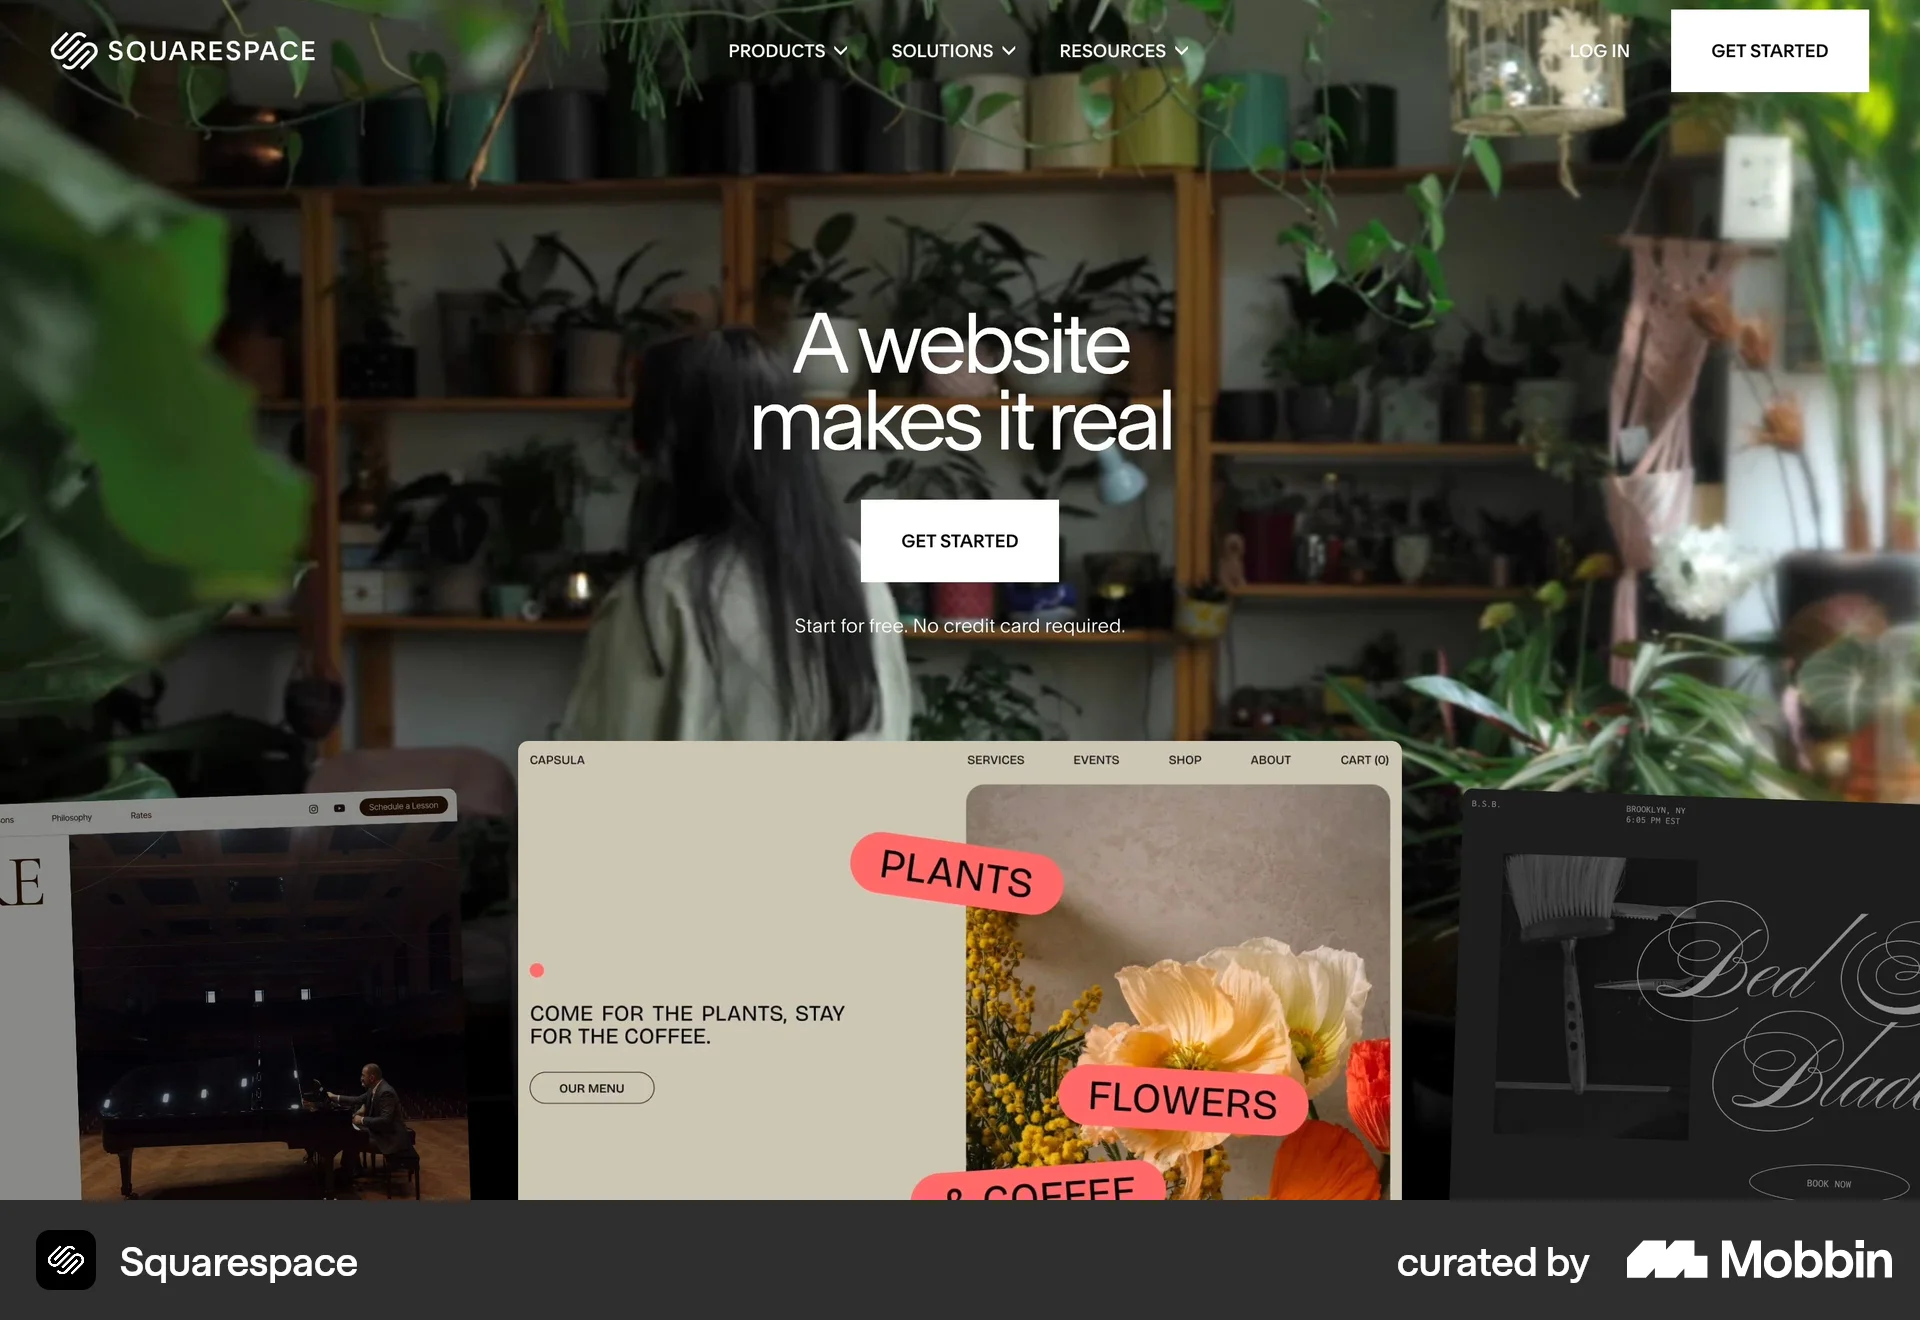 SQUARESPACE
PRODUCTS
SOLUTIONS
RESOURCES
LOG IN
GET STARTED
A website
makes it real
GET STARTED
Start for free. No credit card required.
Philosophy
Rates
Schedule a Lesson
CAPSULA
SERVICES
EVENTS
SHOP
ABOUT
CART (0)
PLANTS
COME FOR THE PLANTS, STAY
FOR THE COFFEE.
OUR MENU
FLOWERS
& COFFEE
B.S.B.
BROOKLYN, NY
6:05 PM EST
Bed
BOOK NOW
Squarespace
curated by
Mobbin